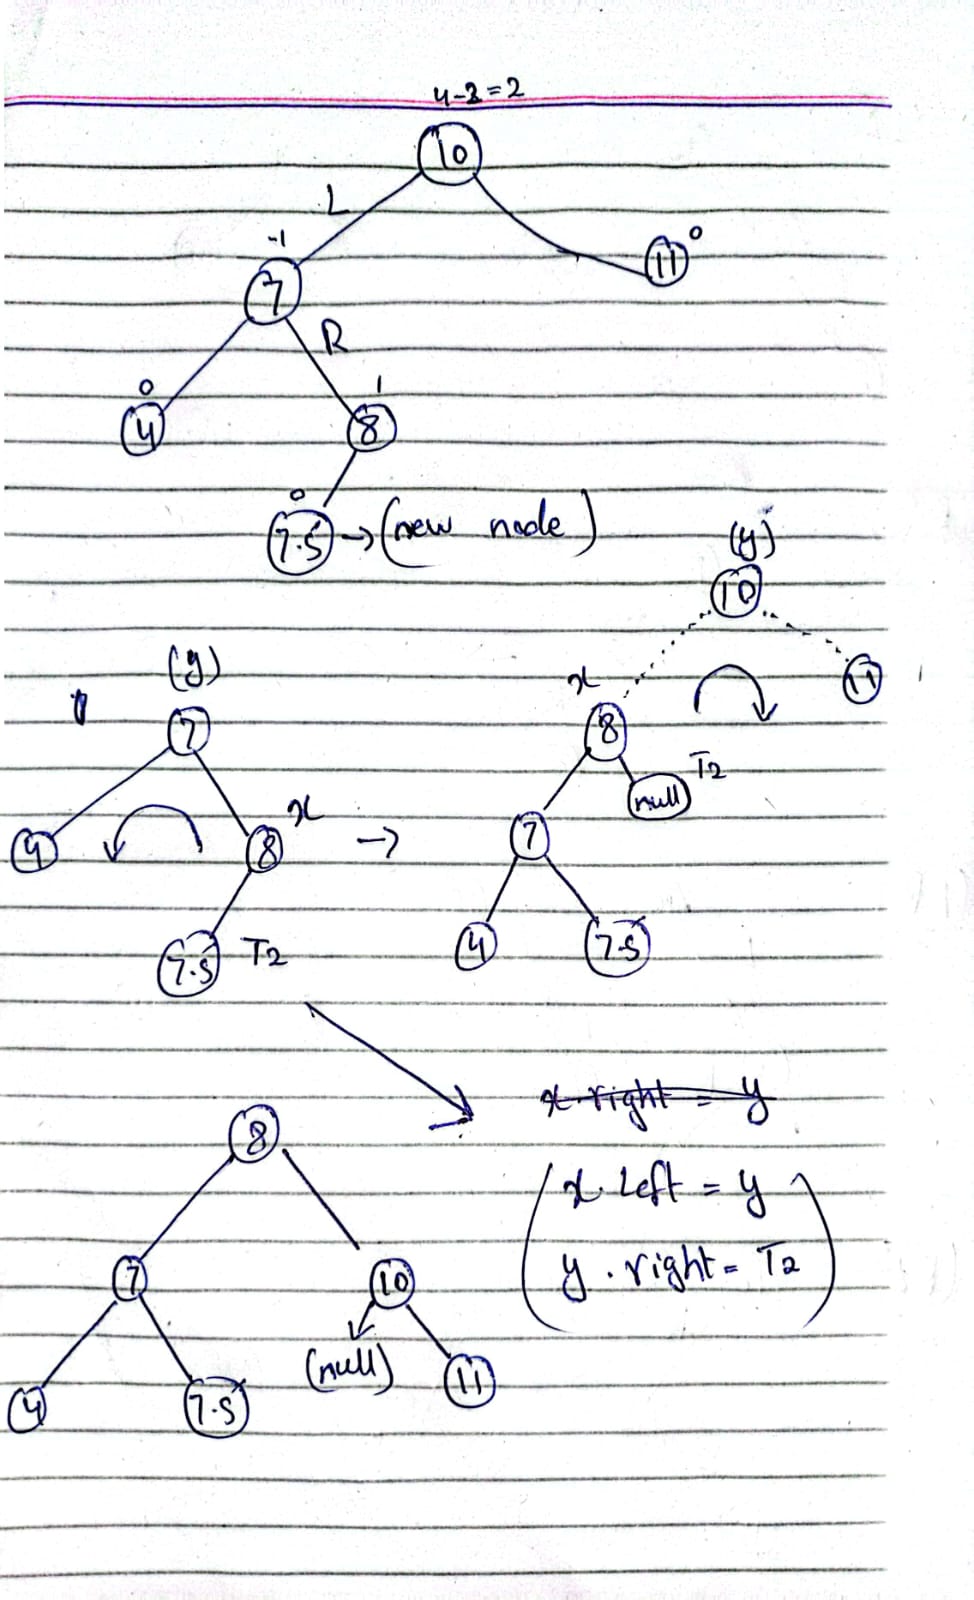 4-2=2
10
L
-1
0
7
11
R
0
1
4
8
0
7.5 → (new node)
(y)
10
(y)
x
11
7
8
T2
x
null
4
8
→
7
7.5
T2
4
7.5
x.right = y
8
x.Left = y
7
10
y.right = T2
(null)
4
7.5
11